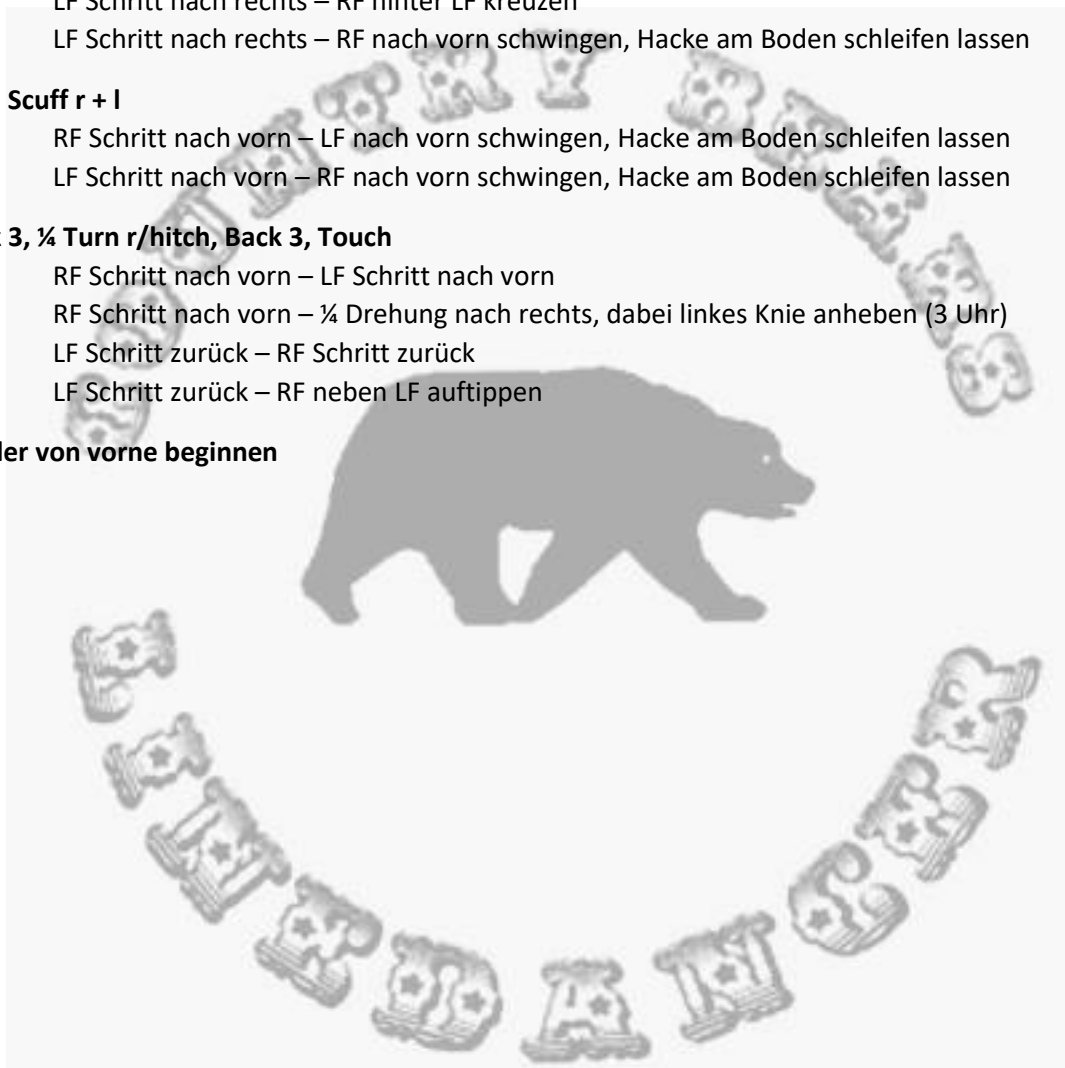 LF Schritt nach rechts – RF hinter LF kreuzen
LF Schritt nach rechts – RF nach vorn schwingen, Hacke am Boden schleifen lassen
Scuff r + l
RF Schritt nach vorn – LF nach vorn schwingen, Hacke am Boden schleifen lassen
LF Schritt nach vorn – RF nach vorn schwingen, Hacke am Boden schleifen lassen
3, ¼ Turn r/hitch, Back 3, Touch
RF Schritt nach vorn – LF Schritt nach vorn
RF Schritt nach vorn – ¼ Drehung nach rechts, dabei linkes Knie anheben (3 Uhr)
LF Schritt zurück – RF Schritt zurück
LF Schritt zurück – RF neben LF auftippen
der von vorne beginnen
COUNTRY BEARS
LINEDANCER